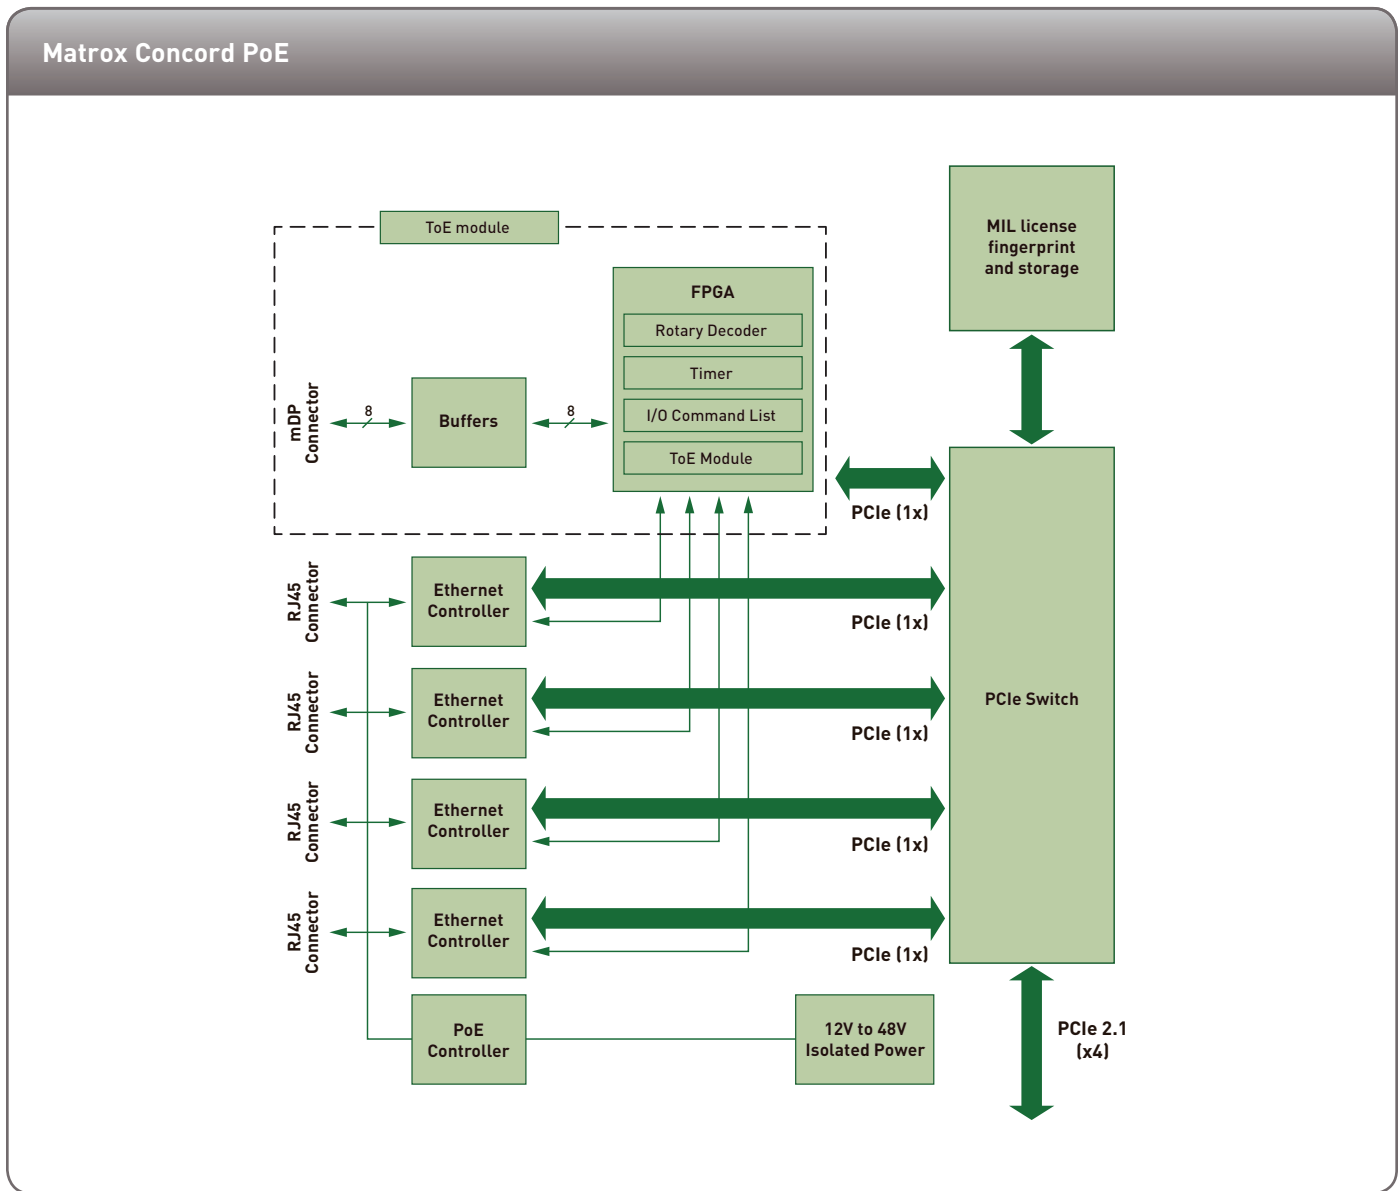 Matrox Concord PoE
ToE module
MIL license
fingerprint
and storage
FPGA
Rotary Decoder
Timer
I/O Command List
ToE Module
mDP
Connector
8
Buffers
8
PCIe (1x)
RJ45
Connector
Ethernet
Controller
PCIe (1x)
RJ45
Connector
Ethernet
Controller
PCIe (1x)
PCIe Switch
RJ45
Connector
Ethernet
Controller
PCIe (1x)
RJ45
Connector
Ethernet
Controller
PCIe (1x)
PoE
Controller
12V to 48V
Isolated Power
PCIe 2.1
(x4)